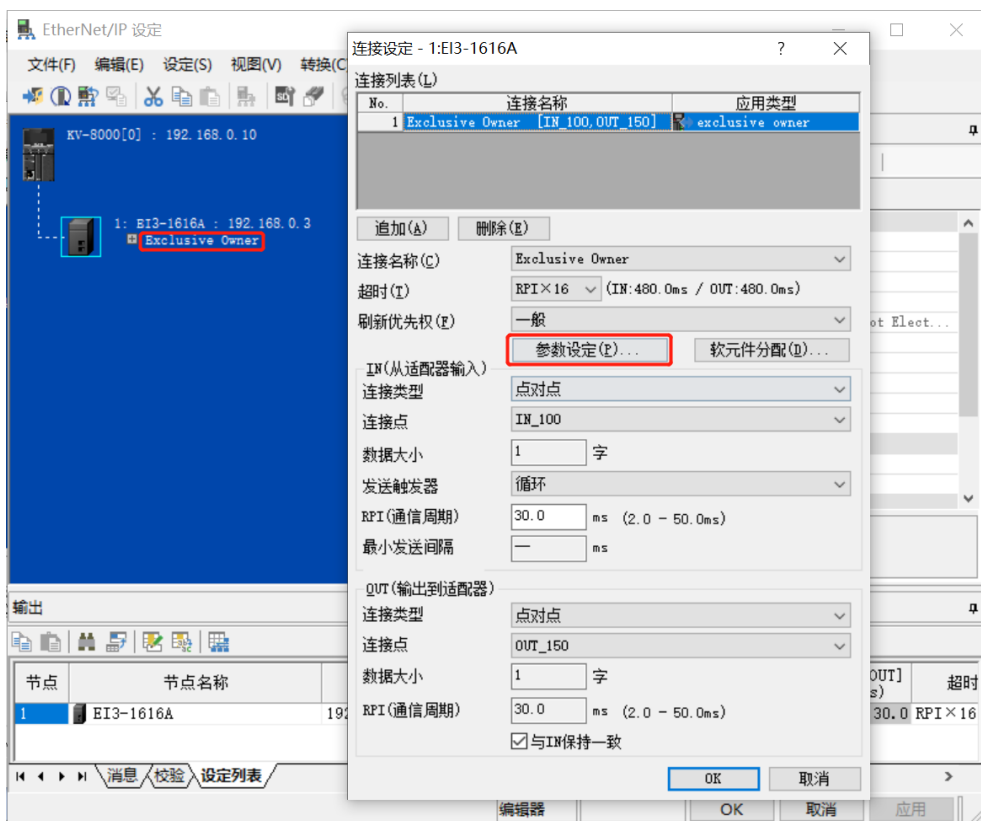 EtherNet/IP 设定
文件(F) 编辑(E) 设定(S) 视图(V) 转换(C
KV-8000[0] : 192.168.0.10
1: EI3-1616A : 192.168.0.3
Exclusive Owner
连接设定 - 1:EI3-1616A
?
连接列表(L)
No. 连接名称 应用类型
1 Exclusive Owner [IN_100,OUT_150] exclusive owner
追加(A) 删除(E)
连接名称(C) Exclusive Owner
超时(T) RPI×16 (IN:480.0ms / OUT:480.0ms)
刷新优先权(F) 一般
参数设定(P)... 软元件分配(D)...
IN(从适配器输入)
连接类型 点对点
连接点 IN_100
数据大小 1 字
发送触发器 循环
RPI(通信周期) 30.0 ms (2.0 - 50.0ms)
最小发送间隔 — ms
OUT(输出到适配器)
连接类型 点对点
连接点 OUT_150
数据大小 1 字
RPI(通信周期) 30.0 ms (2.0 - 50.0ms)
与IN保持一致
OK 取消
ot Elect...
输出
节点 节点名称 OUT] 超时
s)
1 EI3-1616A 192 30.0 RPI×16
消息 校验 设定列表
编辑器 OK 取消 应用